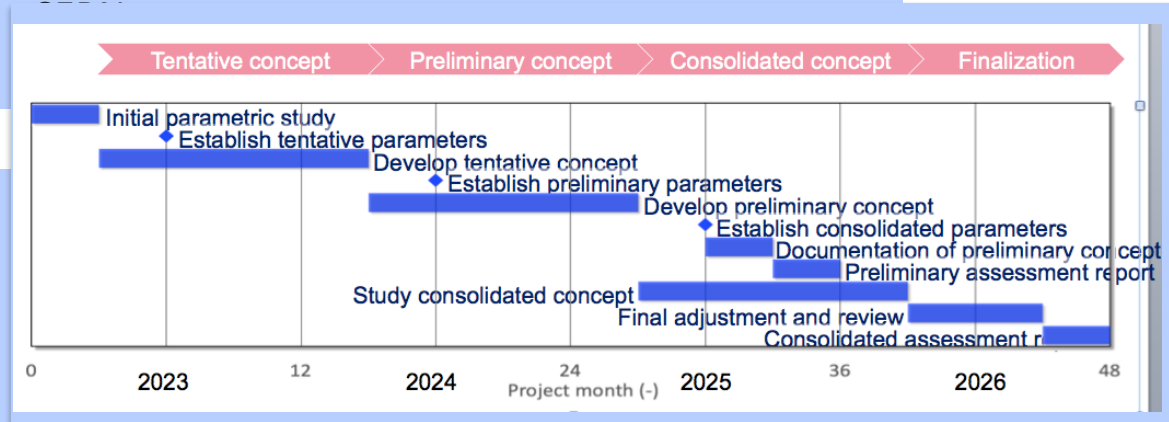 Tentative concept Preliminary concept Consolidated concept Finalization
Initial parametric study
Establish tentative parameters
Develop tentative concept
Establish preliminary parameters
Develop preliminary concept
Establish consolidated parameters
Documentation of preliminary concept
Preliminary assessment report
Study consolidated concept
Final adjustment and review
Consolidated assessment
0 12 24 36 48
2023 2024 2025 2026
Project month (-)